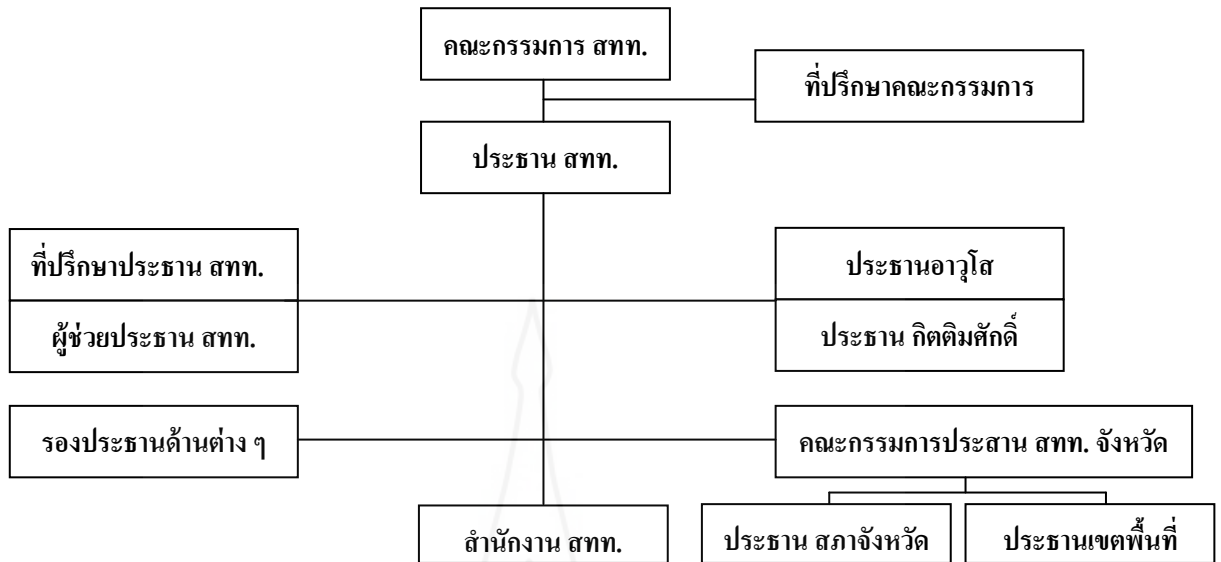 คณะกรรมการ สทท.
ที่ปรึกษาคณะกรรมการ
ประธาน สทท.
ที่ปรึกษาประธาน สทท.
ประธานอาวุโส
ผู้ช่วยประธาน สทท.
ประธาน กิตติมศักดิ์
รองประธานด้านต่าง ๆ
คณะกรรมการประสาน สทท. จังหวัด
สำนักงาน สทท.
ประธาน สภาจังหวัด
ประธานเขตพื้นที่